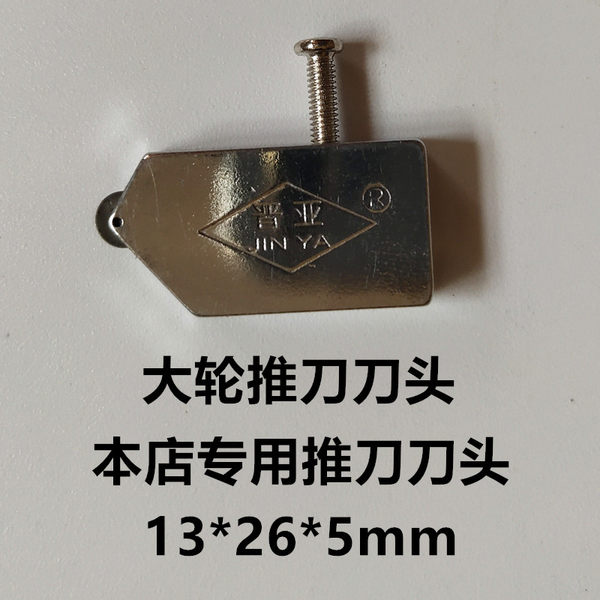 晋亚
®
JIN YA
大轮推刀刀头
本店专用推刀刀头
13*26*5mm